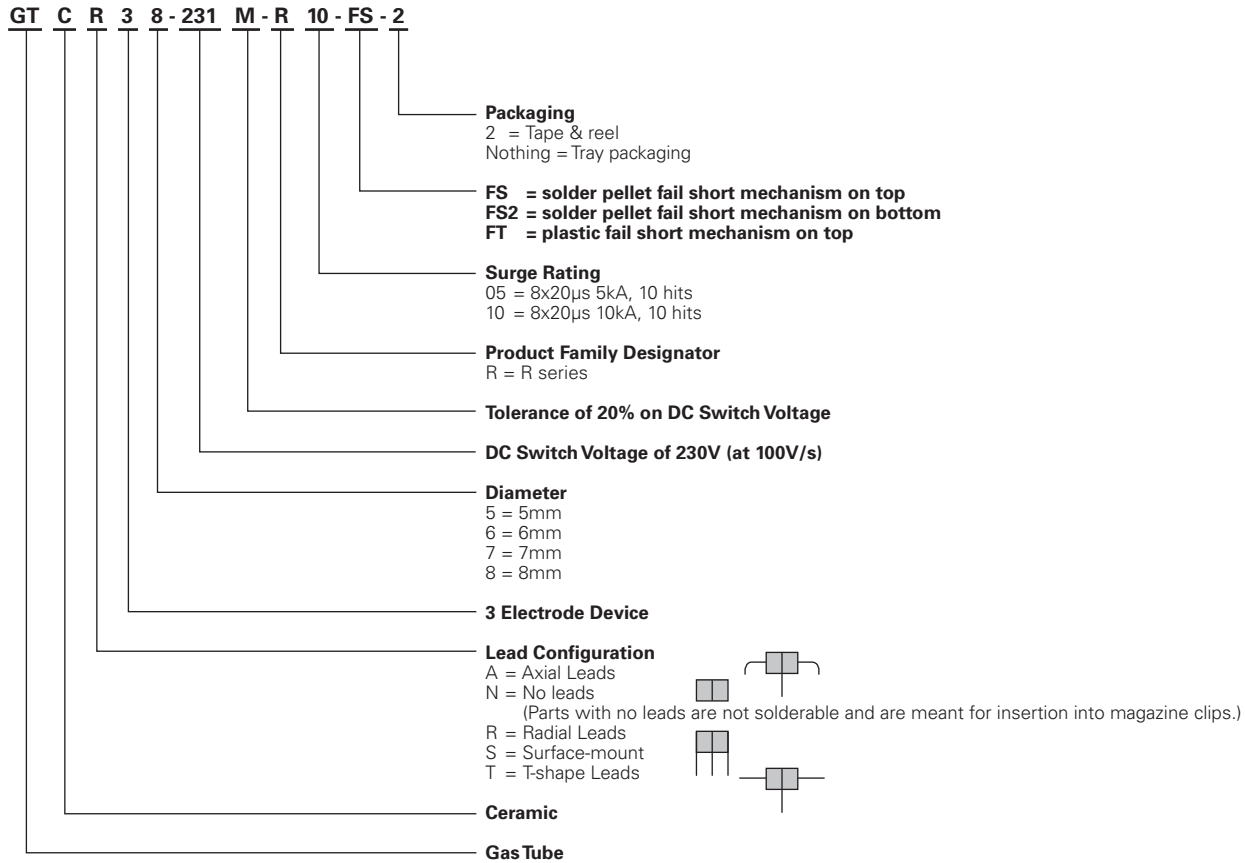 GT C R 3 8 - 231 M - R 10 - FS - 2
Packaging
2 = Tape & reel
Nothing = Tray packaging
FS = solder pellet fail short mechanism on top
FS2 = solder pellet fail short mechanism on bottom
FT = plastic fail short mechanism on top
Surge Rating
05 = 8x20µs 5kA, 10 hits
10 = 8x20µs 10kA, 10 hits
Product Family Designator
R = R series
Tolerance of 20% on DC Switch Voltage
DC Switch Voltage of 230V (at 100V/s)
Diameter
5 = 5mm
6 = 6mm
7 = 7mm
8 = 8mm
3 Electrode Device
Lead Configuration
A = Axial Leads
N = No leads
(Parts with no leads are not solderable and are meant for insertion into magazine clips.)
R = Radial Leads
S = Surface-mount
T = T-shape Leads
Ceramic
Gas Tube